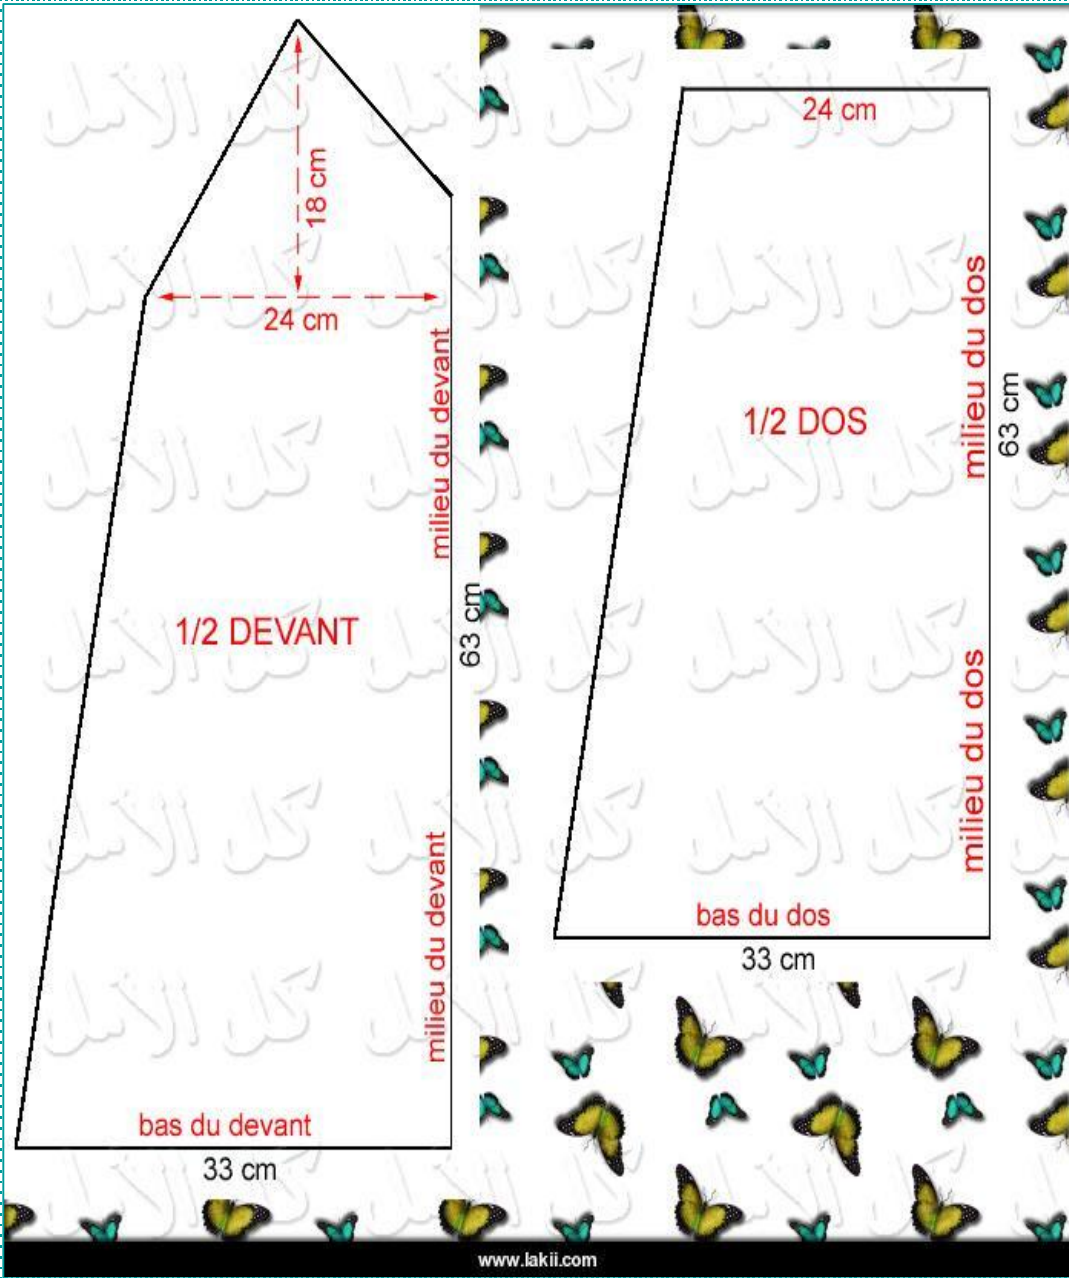 18 cm
24 cm
milieu du devant
1/2 DEVANT
63 cm
milieu du devant
bas du devant
33 cm
24 cm
milieu du dos
63 cm
1/2 DOS
milieu du dos
bas du dos
33 cm
كل الأمل
www.lakii.com